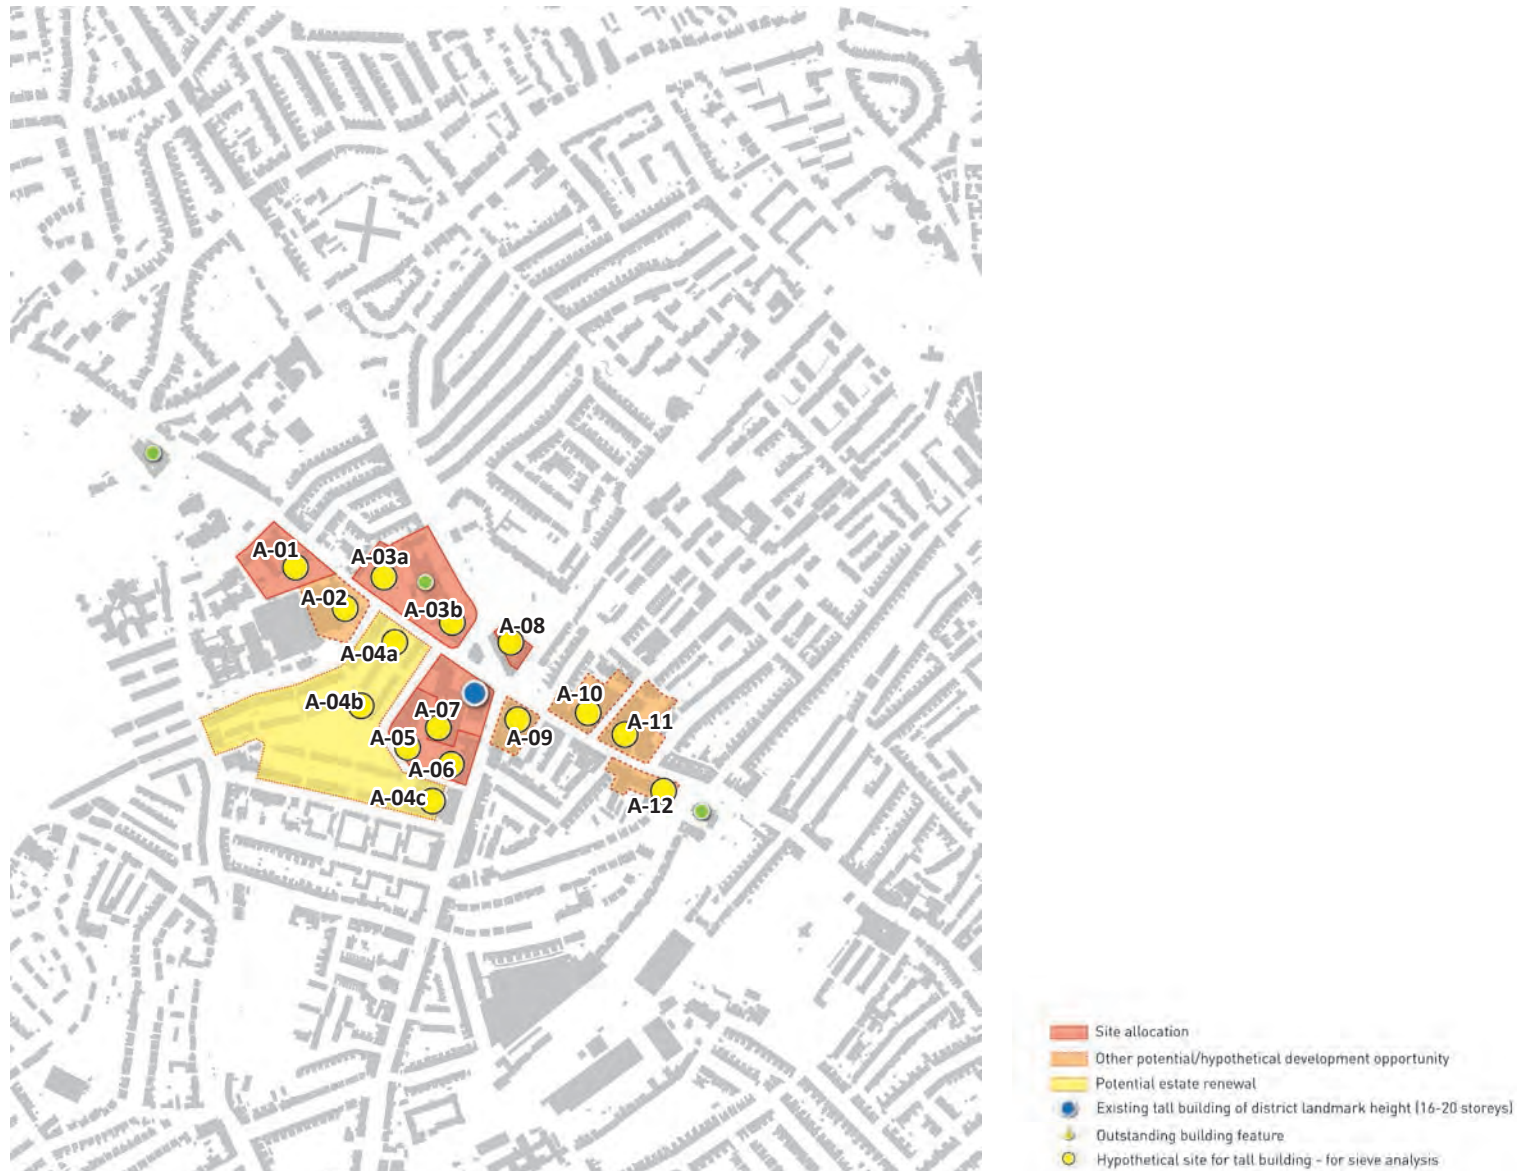 A-01
A-03a
A-02
A-03b
A-08
A-04a
A-04b
A-10
A-07
A-11
A-05
A-09
A-06
A-04c
A-12
Site allocation
Other potential/hypothetical development opportunity
Potential estate renewal
Existing tall building of district landmark height (16-20 storeys)
Outstanding building feature
Hypothetical site for tall building - for sieve analysis